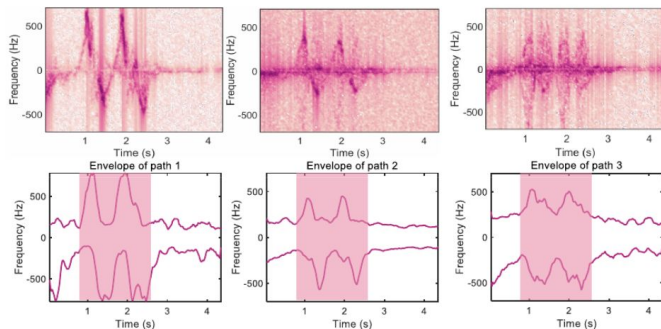 Frequency (Hz)
500
0
-500
1 2 3 4
Time (s)
Frequency (Hz)
500
0
-500
1 2 3 4
Time (s)
Frequency (Hz)
500
0
-500
1 2 3 4
Time (s)
Envelope of path 1
Frequency (Hz)
500
0
-500
1 2 3 4
Time (s)
Envelope of path 2
Frequency (Hz)
500
0
-500
1 2 3 4
Time (s)
Envelope of path 3
Frequency (Hz)
500
0
-500
1 2 3 4
Time (s)